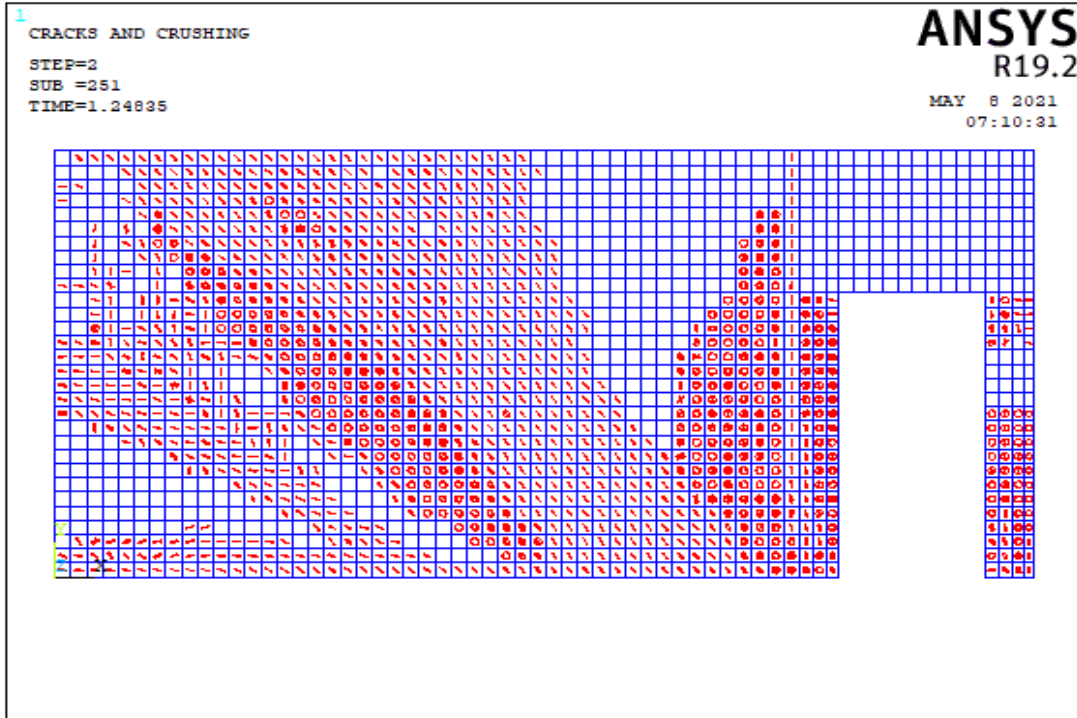 1
CRACKS AND CRUSHING
STEP=2
SUB =251
TIME=1.24835
ANSYS
R19.2
MAY 8 2021
07:10:31
Y
Z X